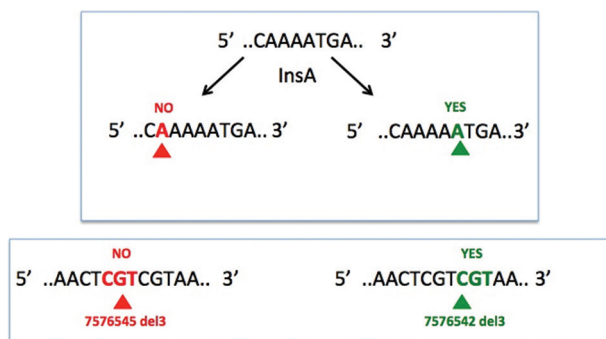 5’ ..CAAAATGA.. 3’
InsA
NO YES
5’ ..CAAAAATGA.. 3’ 5’ ..CAAAAATGA..3’
NO YES
5’ ..AACTCGTCGTAA.. 3’ 5’ ..AACTCGTCGTAA.. 3’
7576545 del3 7576542 del3